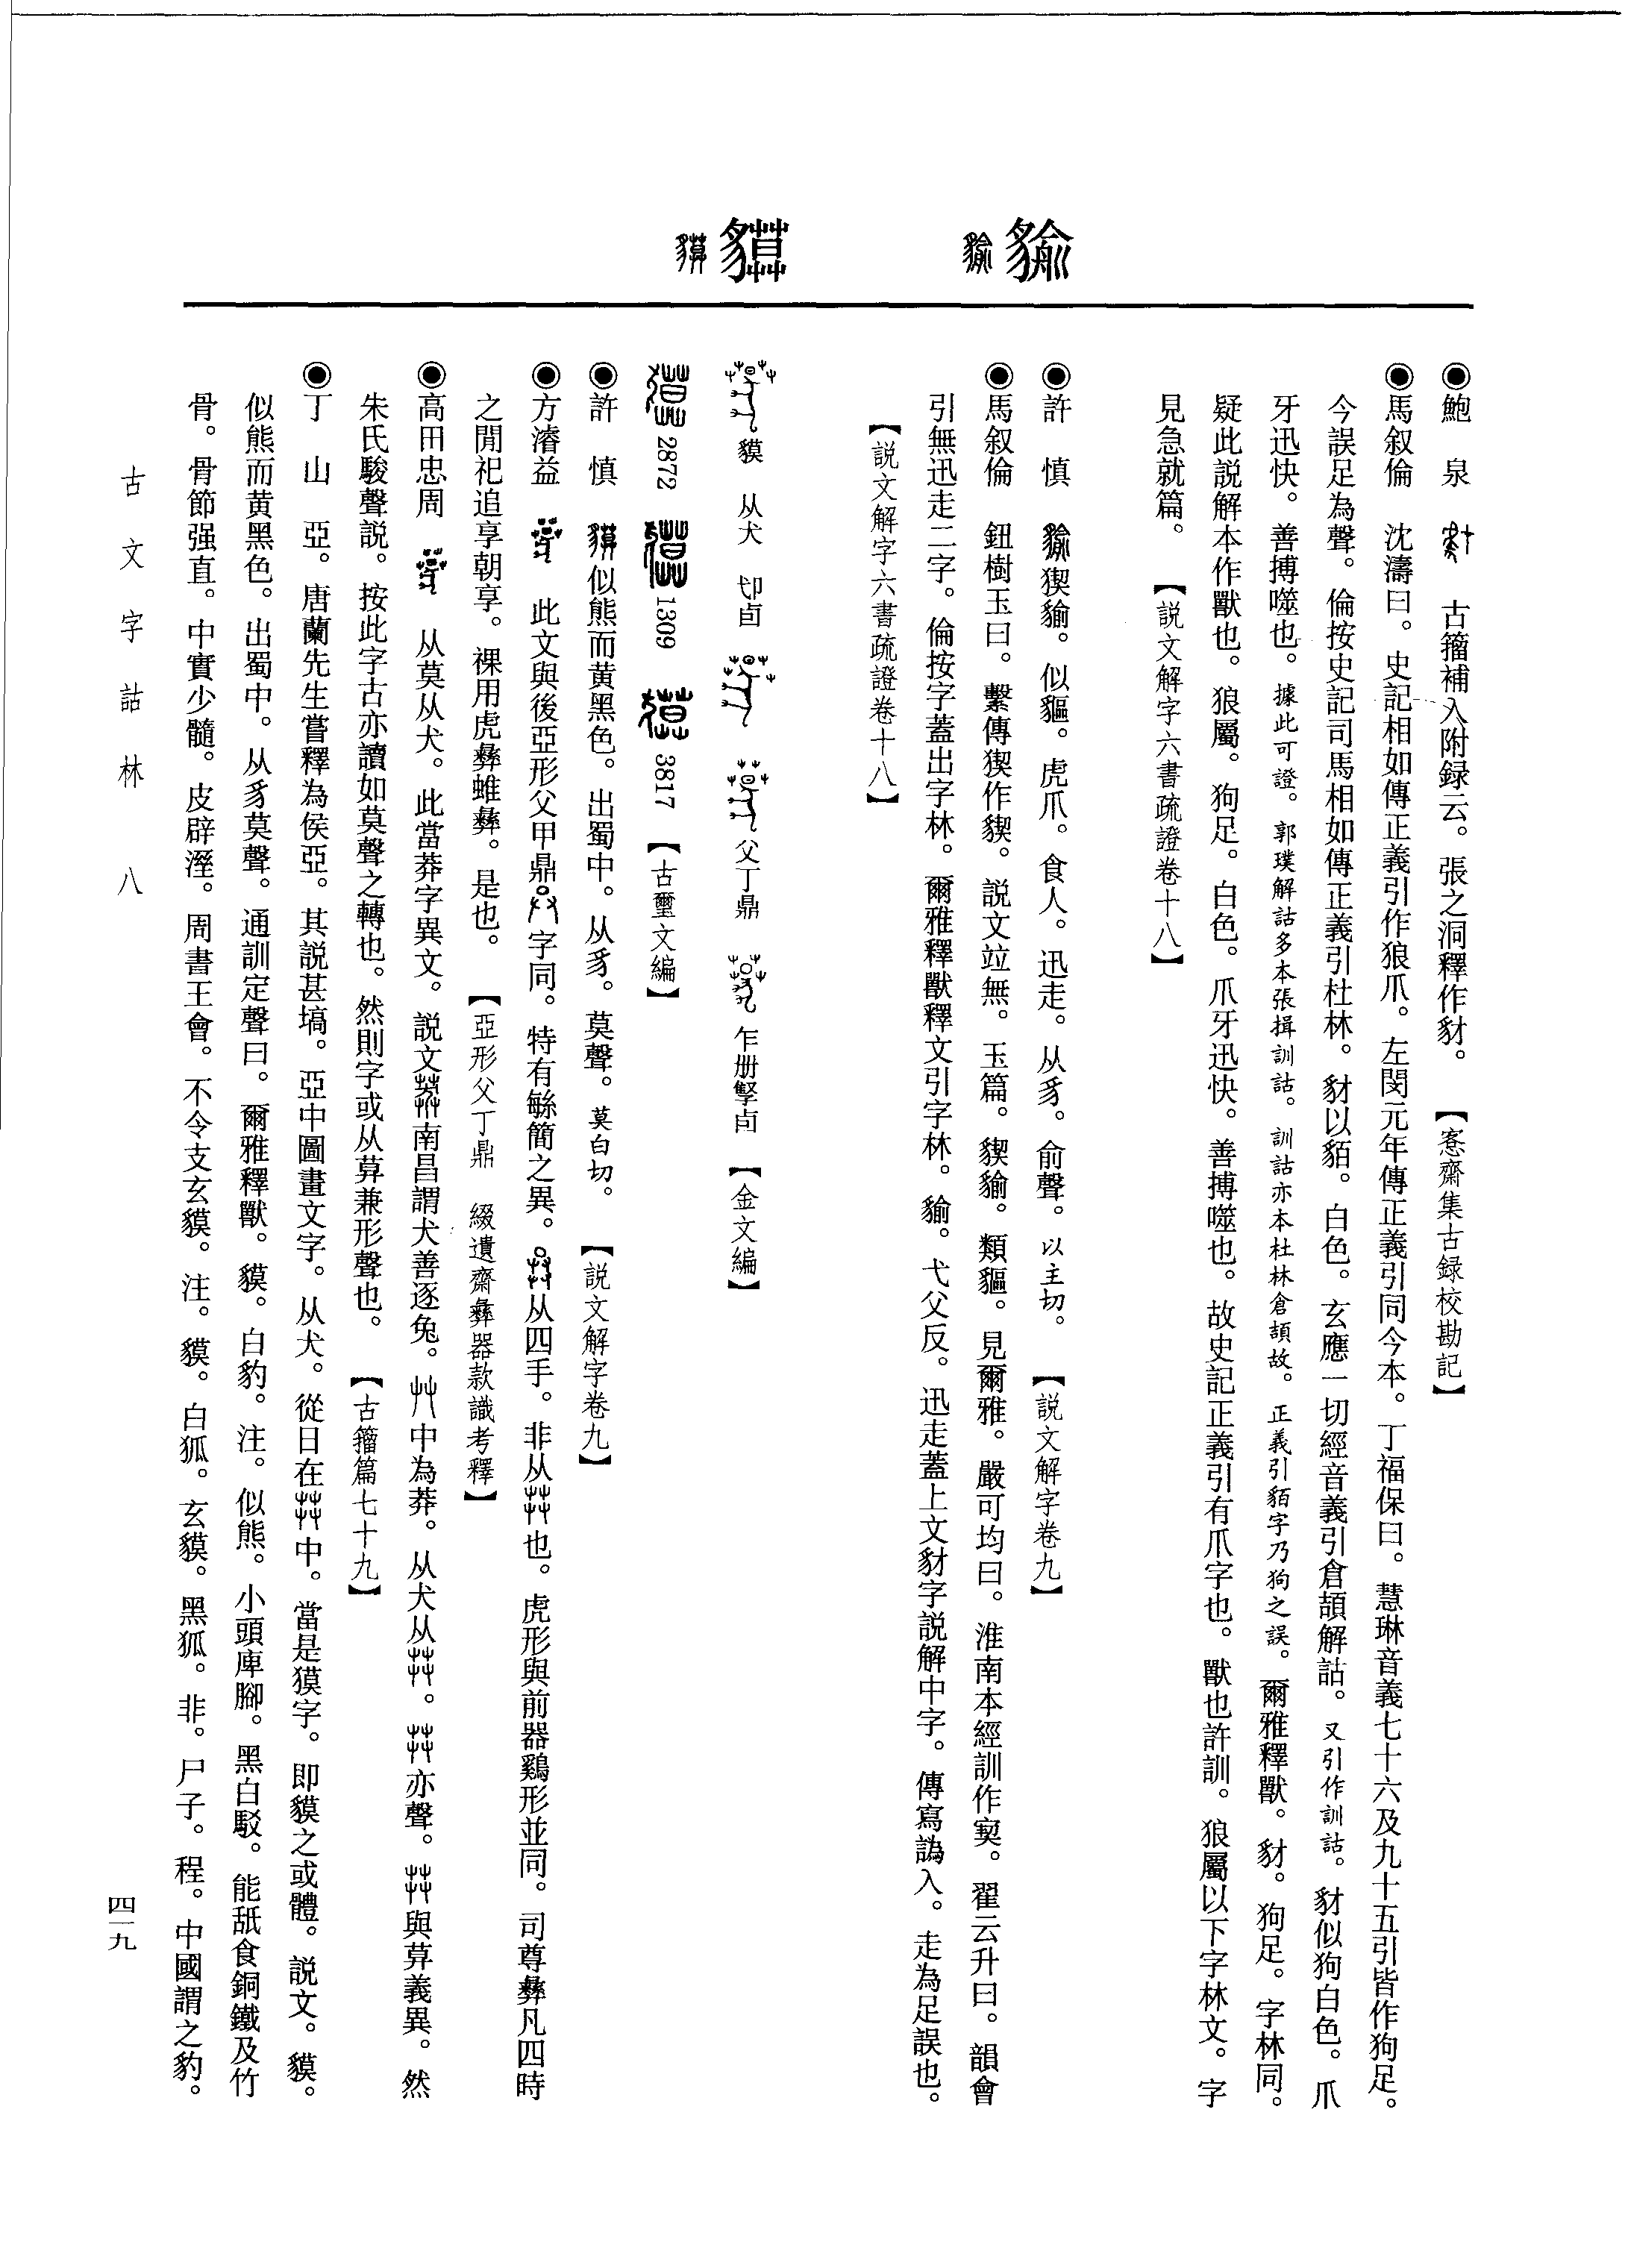 貐
貘
◉鮑　泉　古籀補入附録云。張之洞釋作豺。【愙齋集古録校勘記】
◉馬叙倫　沈濤曰。史記相如傳正義引作狼爪。左閔元年傳正義引同今本。丁福保曰。慧琳音義七十六及九十五引皆作狗足。
今誤足為聲。倫按史記司馬相如傳正義引杜林。豺以貊。白色。玄應一切經音義引倉頡解詁。又引作訓詁。豺似狗白色。爪
牙迅快。善搏噬也。據此可證。郭璞解詁多本張揖訓詁。訓詁亦本杜林倉頡故。正義引貊字乃狗之誤。爾雅釋獸。豺。狗足。字林同。
疑此説解本作獸也。狼屬。狗足。白色。爪牙迅快。善搏噬也。故史記正義引有爪字也。獸也許訓。狼屬以下字林文。字
見急就篇。【説文解字六書疏證卷十八】
◉許　慎　貐猰貐。似貙。虎爪。食人。迅走。从豸。俞聲。以主切。【説文解字卷九】
◉馬叙倫　鈕樹玉曰。繫傳猰作貏。説文竝無。玉篇。貏貐。類貙。見爾雅。嚴可均曰。淮南本經訓作窫。翟云升曰。韻會
引無迅走二字。倫按字蓋出字林。爾雅釋獸釋文引字林。貐。弋父反。迅走蓋上文豺字説解中字。傳寫譌入。走為足誤也。
【説文解字六書疏證卷十八】
貘　从犬　卣　父丁鼎　乍册掔卣【金文編】
2872　1309　3817【古璽文編】
◉許　慎　貘似熊而黄黑色。出蜀中。从豸。莫聲。莫白切。【説文解字卷九】
◉方濬益　此文與後亞形父甲鼎字同。特有緐簡之異。从四手。非从茻也。虎形與前器鷄形並同。司尊彝凡四時
之閒祀追享朝享。祼用虎彝蜼彝。是也。【亞形父丁鼎　綴遺齋彝器款識考釋】
◉高田忠周　从莫从犬。此當莽字異文。説文莽南昌謂犬善逐兔。艸中為莽。从犬从茻。茻亦聲。茻與葬義異。然
朱氏駿聲説。按此字古亦讀如莫聲之轉也。然則字或从葬兼形聲也。【古籀篇七十九】
◉丁　山　亞。唐蘭先生嘗釋為侯亞。其説甚塙。亞中圖畫文字。从犬。從日在茻中。當是獏字。即貘之或體。説文。貘。
似熊而黄黑色。出蜀中。从豸莫聲。通訓定聲曰。爾雅釋獸。貘。白豹。注。似熊。小頭庳腳。黑白駁。能舐食銅鐵及竹
骨。骨節强直。中實少髓。皮辟溼。周書王會。不令支玄貘。注。貘。白狐。玄貘。黑狐。非。尸子。程。中國謂之豹。
古文字詁林　八
四一九